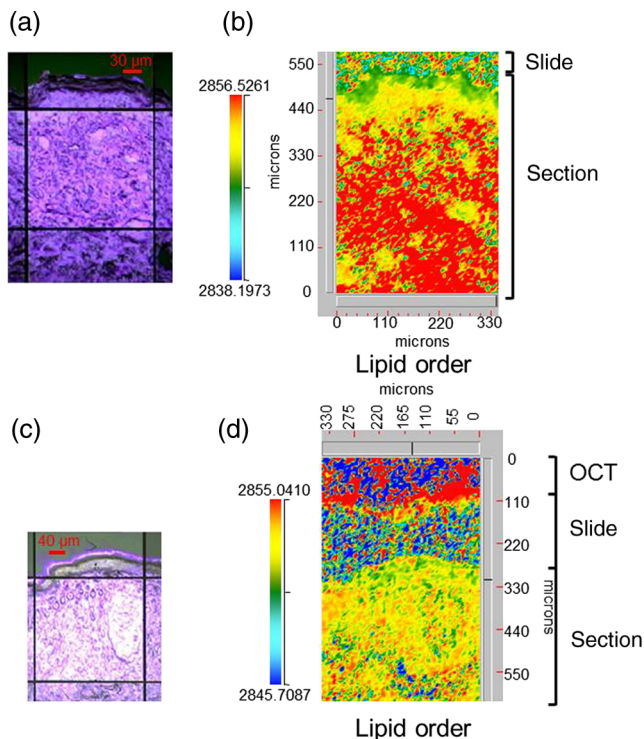 (a)
30 µm
(b)
2856.5261
2838.1973
microns
550
440
330
220
110
0
0
110
220
330
microns
Lipid order
Slide
Section
(c)
40 µm
(d)
microns
330
275
220
165
110
55
0
2855.0410
2845.7087
0
110
220
330
440
550
microns
OCT
Slide
Section
Lipid order